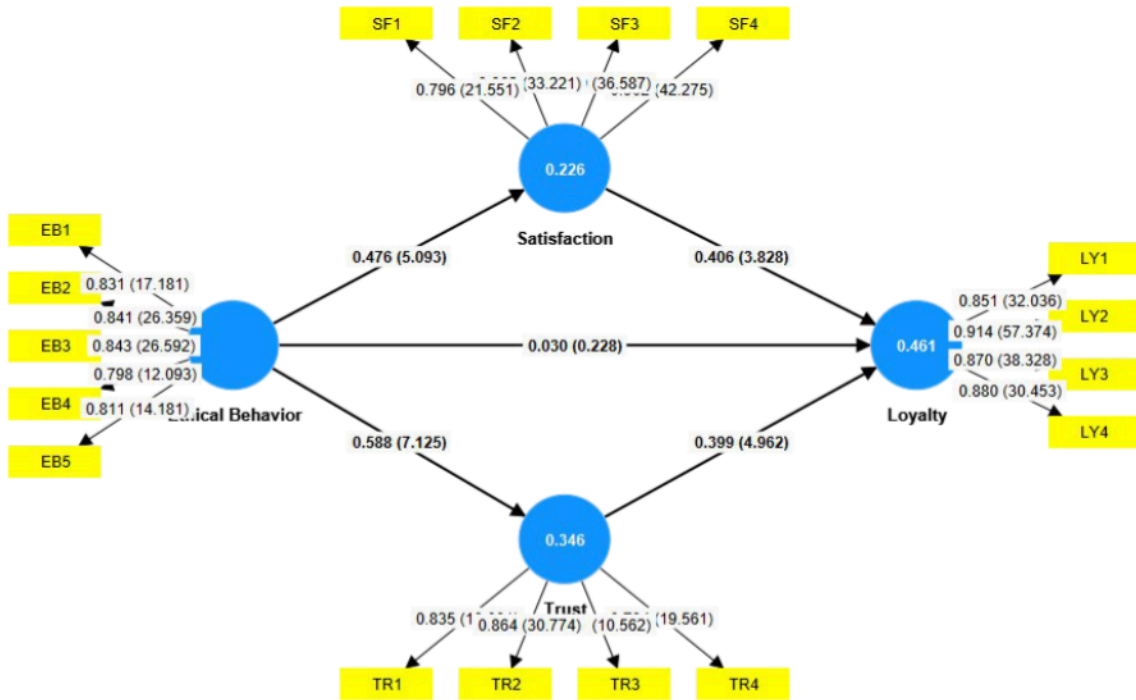 SF1 SF2 SF3 SF4
0.796 (21.551) (33.221) (36.587) (42.275)
0.226
Satisfaction
EB1
EB2
EB3
EB4
EB5
0.831 (17.181)
0.841 (26.359)
0.843 (26.592)
0.798 (12.093)
0.811 (14.181)
Behavior
0.476 (5.093)
0.406 (3.828)
0.030 (0.228)
0.588 (7.125)
0.399 (4.962)
0.461
Loyalty
0.851 (32.036)
0.914 (57.374)
0.870 (38.328)
0.880 (30.453)
LY1
LY2
LY3
LY4
0.346
Trust
0.835 0.864 (30.774) (10.562) (19.561)
TR1 TR2 TR3 TR4